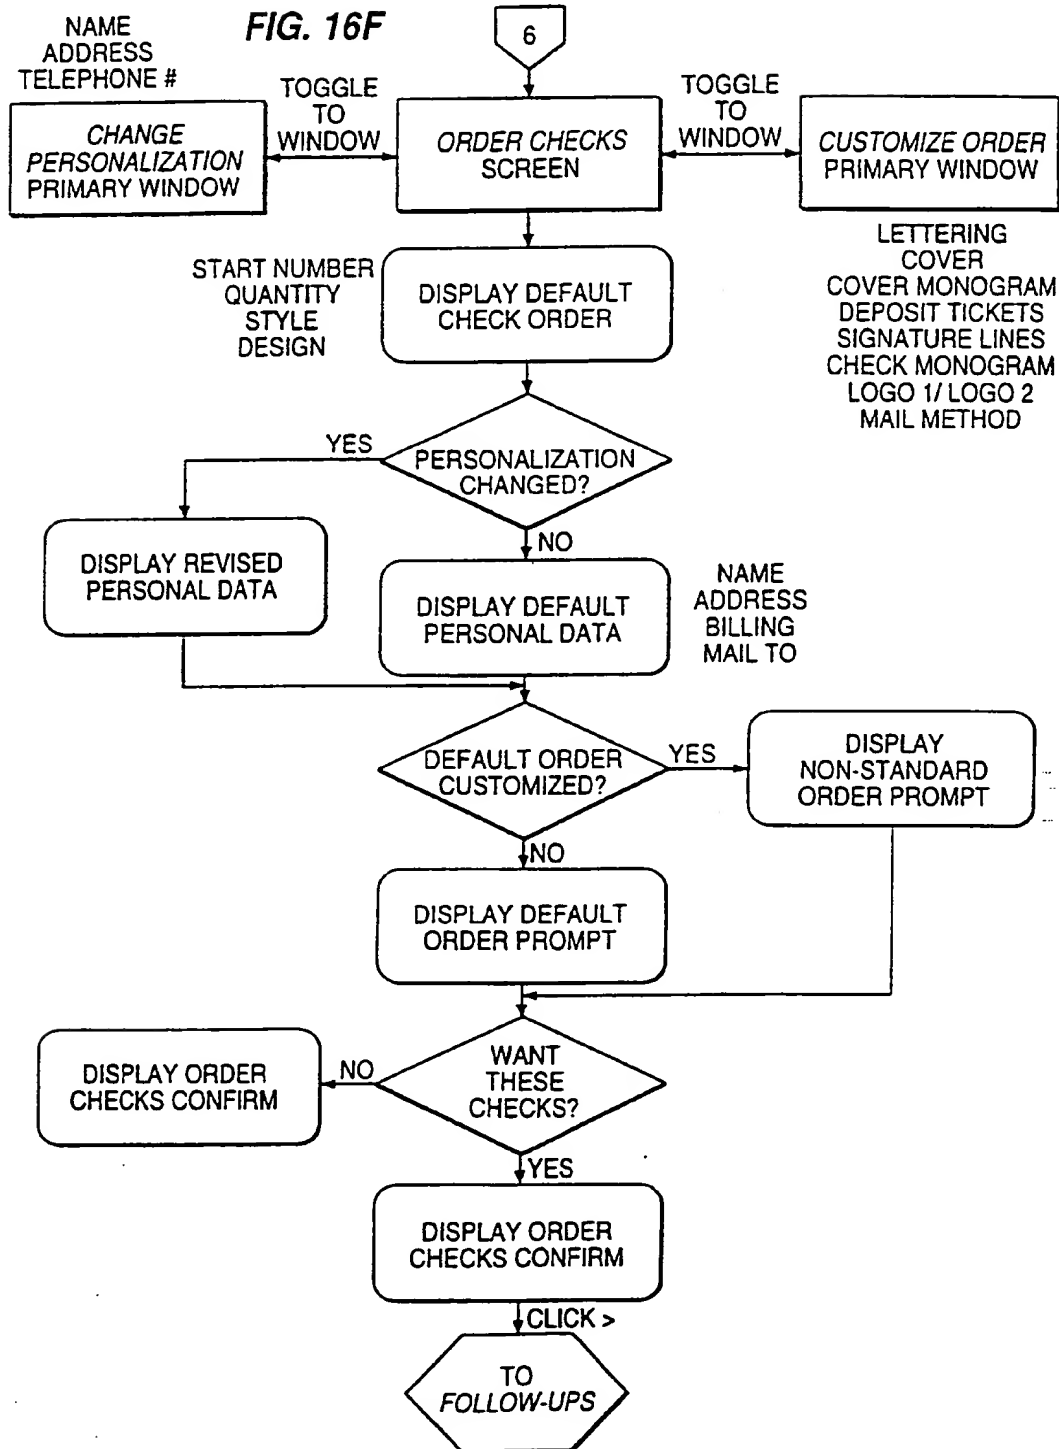 FIG. 16F
6
NAME
ADDRESS
TELEPHONE #
CHANGE
PERSONALIZATION
PRIMARY WINDOW
TOGGLE
TO
WINDOW
ORDER CHECKS
SCREEN
TOGGLE
TO
WINDOW
CUSTOMIZE ORDER
PRIMARY WINDOW
LETTERING
COVER
COVER MONOGRAM
DEPOSIT TICKETS
SIGNATURE LINES
CHECK MONOGRAM
LOGO 1/ LOGO 2
MAIL METHOD
START NUMBER
QUANTITY
STYLE
DESIGN
DISPLAY DEFAULT
CHECK ORDER
PERSONALIZATION
CHANGED?
YES
NO
DISPLAY REVISED
PERSONAL DATA
DISPLAY DEFAULT
PERSONAL DATA
NAME
ADDRESS
BILLING
MAIL TO
DEFAULT ORDER
CUSTOMIZED?
YES
DISPLAY
NON-STANDARD
ORDER PROMPT
NO
DISPLAY DEFAULT
ORDER PROMPT
WANT
THESE
CHECKS?
NO
DISPLAY ORDER
CHECKS CONFIRM
YES
DISPLAY ORDER
CHECKS CONFIRM
CLICK >
TO
FOLLOW-UPS